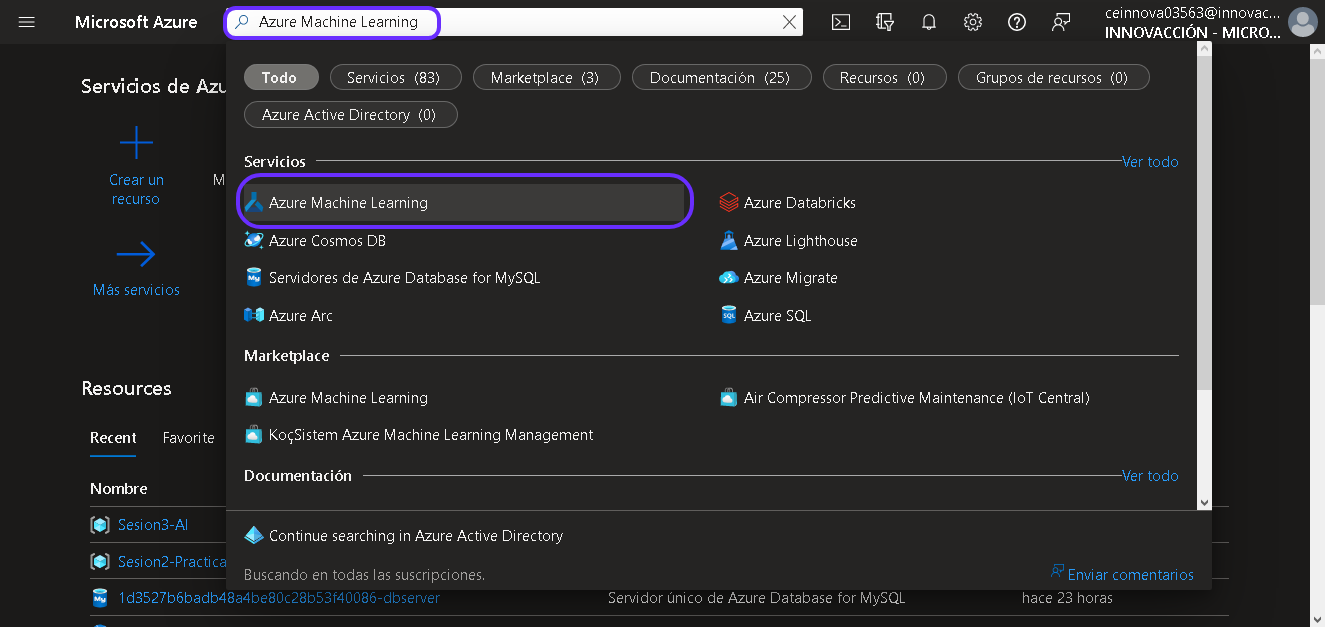 Microsoft Azure
Azure Machine Learning
ceinnova03563@innovac...
INNOVACCIÓN - MICRO...
Servicios de Azu
Todo
Servicios (83)
Marketplace (3)
Documentación (25)
Recursos (0)
Grupos de recursos (0)
Azure Active Directory (0)
Crear un
recurso
M
Más servicios
Servicios
Ver todo
Azure Machine Learning
Azure Databricks
Azure Cosmos DB
Azure Lighthouse
Servidores de Azure Database for MySQL
Azure Migrate
Azure Arc
Azure SQL
Marketplace
Azure Machine Learning
Air Compressor Predictive Maintenance (IoT Central)
KoçSistem Azure Machine Learning Management
Documentación
Ver todo
Continue searching in Azure Active Directory
Buscando en todas las suscripciones.
Enviar comentarios
Resources
Recent
Favorite
Nombre
Sesion3-AI
Sesion2-Practica
1d3527b6badb48a4be80c28b53f40086-dbserver
Servidor único de Azure Database for MySQL
hace 23 horas